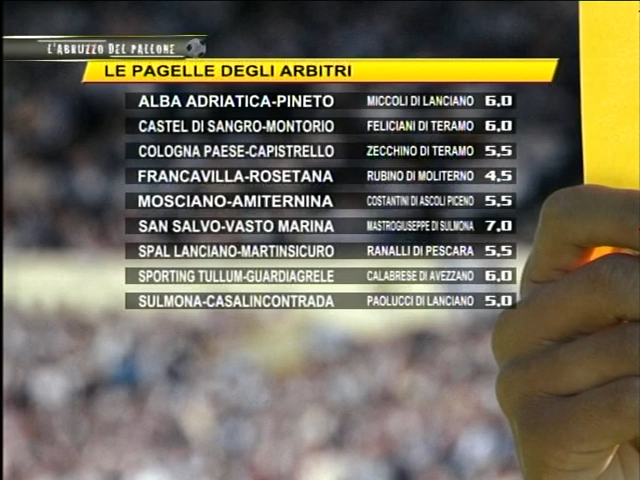 L'ABRUZZO DEL PALLONE
LE PAGELLE DEGLI ARBITRI
ALBA ADRIATICA-PINETO MICCOLI DI LANCIANO 6,0
CASTEL DI SANGRO-MONTORIO FELICIANI DI TERAMO 6,0
COLOGNA PAESE-CAPISTRELLO ZECCHINO DI TERAMO 5,5
FRANCAVILLA-ROSETANA RUBINO DI MOLITERNO 4,5
MOSCIANO-AMITERNINA COSTANTINI DI ASCOLI PICENO 5,5
SAN SALVO-VASTO MARINA MASTROGIUSEPPE DI SULMONA 7,0
SPAL LANCIANO-MARTINSICURO RANALLI DI PESCARA 5,5
SPORTING TULLUM-GUARDIAGRELE CALABRESE DI AVEZZANO 6,0
SULMONA-CASALINCONTRADA PAOLUCCI DI LANCIANO 5,0